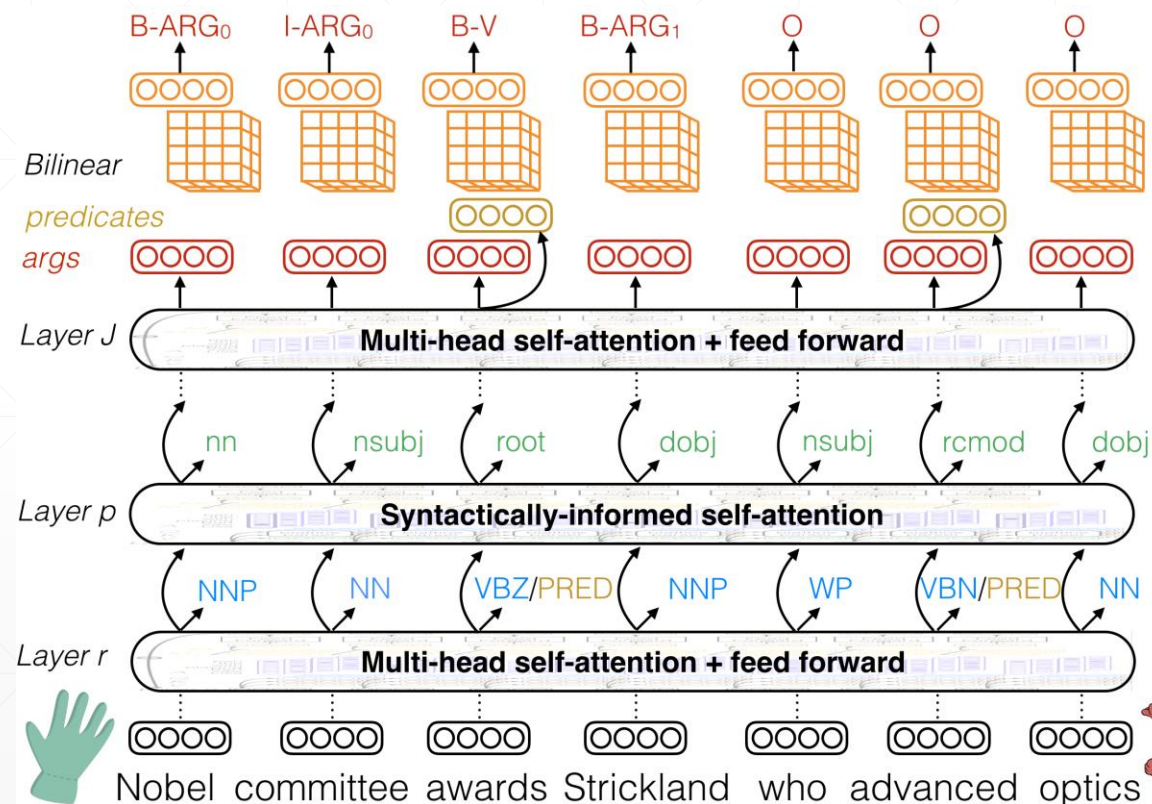 B-ARG₀ I-ARG₀ B-V B-ARG₁ O O O
Bilinear
predicates
args
Layer J Multi-head self-attention + feed forward
nn nsubj root dobj nsubj rcmod dobj
Layer p Syntactically-informed self-attention
NNP NN VBZ/PRED NNP WP VBN/PRED NN
Layer r Multi-head self-attention + feed forward
Nobel committee awards Strickland who advanced optics